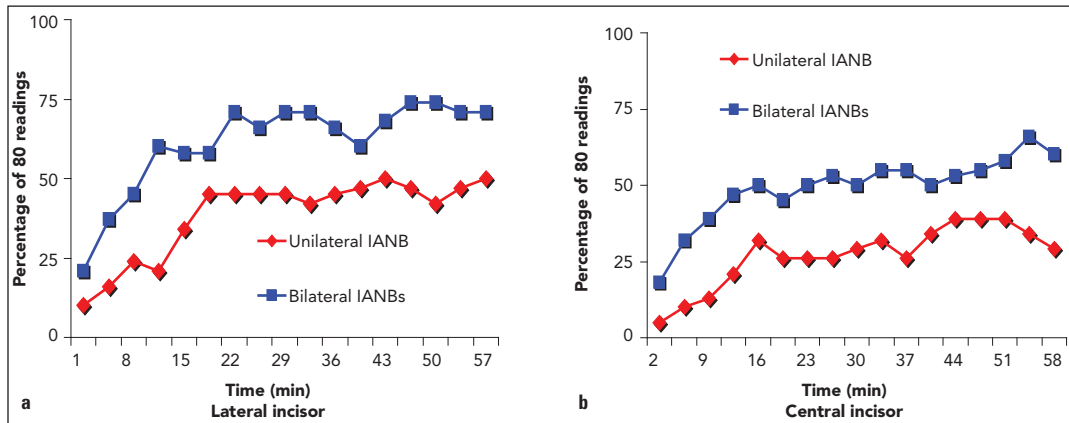 100
75
50
25
0
Percentage of 80 readings
Unilateral IANB
Bilateral IANBs
1 8 15 22 29 36 43 50 57
Time (min)
Lateral incisor
a
100
75
50
25
0
Percentage of 80 readings
Unilateral IANB
Bilateral IANBs
2 9 16 23 30 37 44 51 58
Time (min)
Central incisor
b